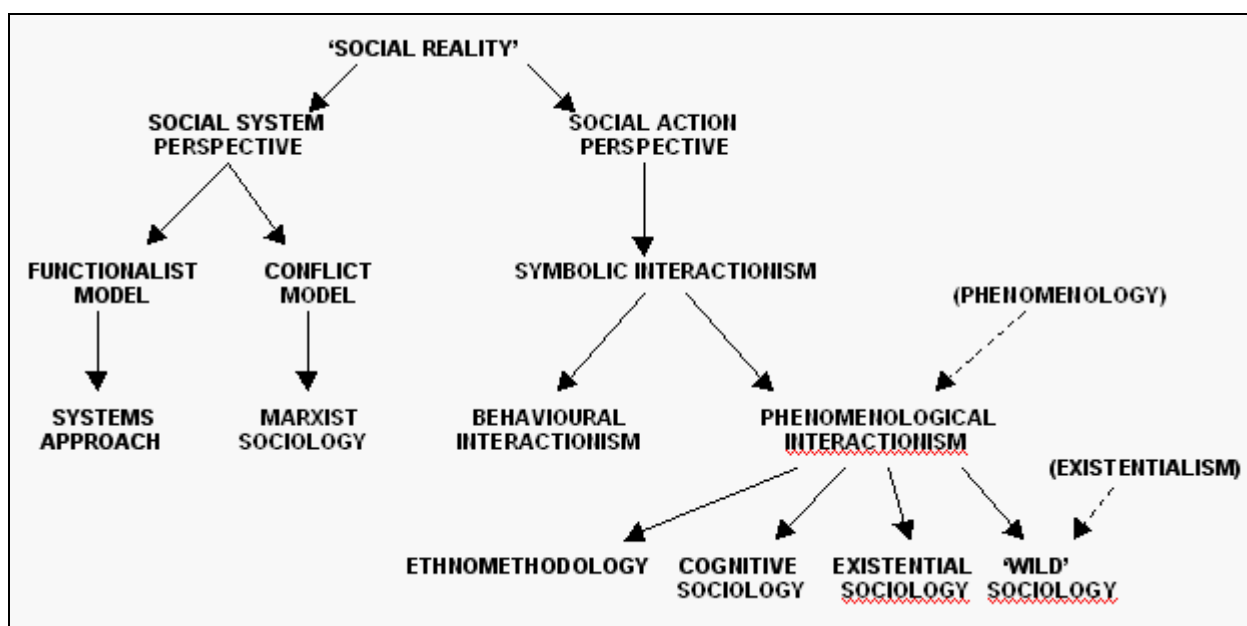 ‘SOCIAL REALITY’
SOCIAL SYSTEM
PERSPECTIVE
SOCIAL ACTION
PERSPECTIVE
FUNCTIONALIST
MODEL
CONFLICT
MODEL
SYMBOLIC INTERACTIONISM
(PHENOMENOLOGY)
SYSTEMS
APPROACH
MARXIST
SOCIOLOGY
BEHAVIOURAL
INTERACTIONISM
PHENOMENOLOGICAL
INTERACTIONISM
(EXISTENTIALISM)
ETHNOMETHODOLOGY
COGNITIVE
SOCIOLOGY
EXISTENTIAL
SOCIOLOGY
‘WILD’
SOCIOLOGY